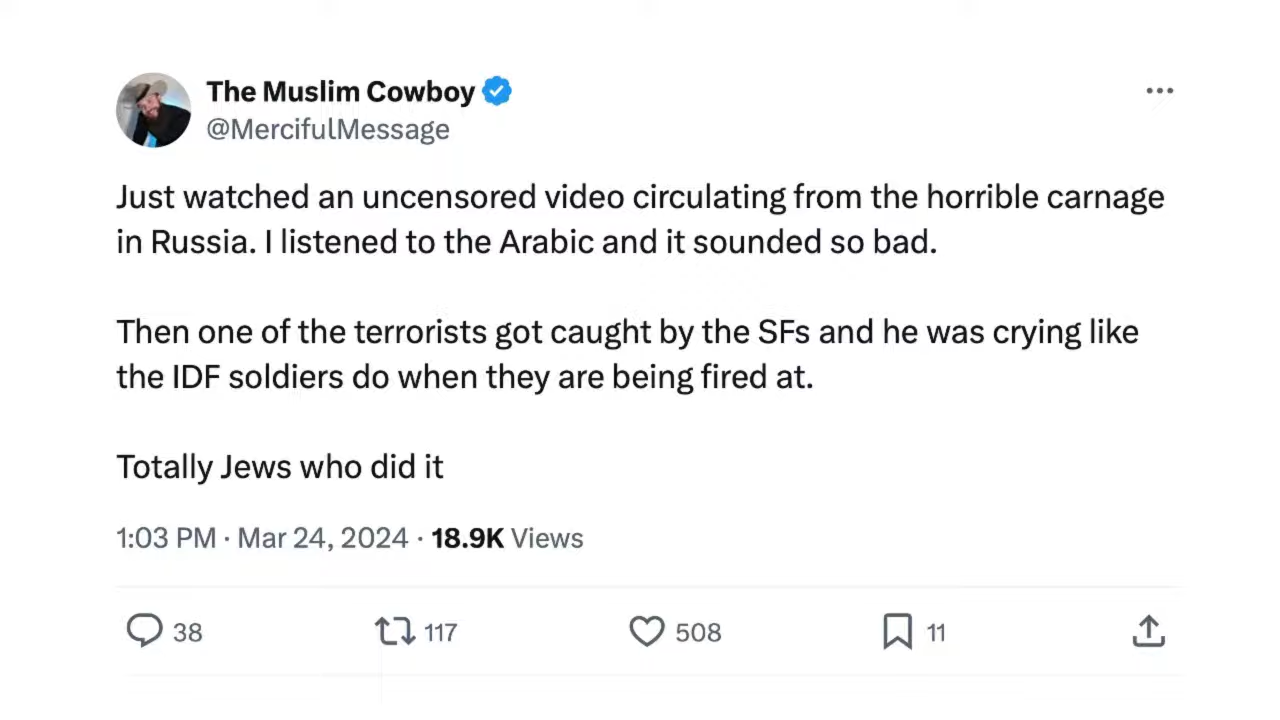 The Muslim Cowboy
@MercifulMessage
Just watched an uncensored video circulating from the horrible carnage
in Russia. I listened to the Arabic and it sounded so bad.
Then one of the terrorists got caught by the SFs and he was crying like
the IDF soldiers do when they are being fired at.
Totally Jews who did it
1:03 PM · Mar 24, 2024 · 18.9K Views
38 117 508 11